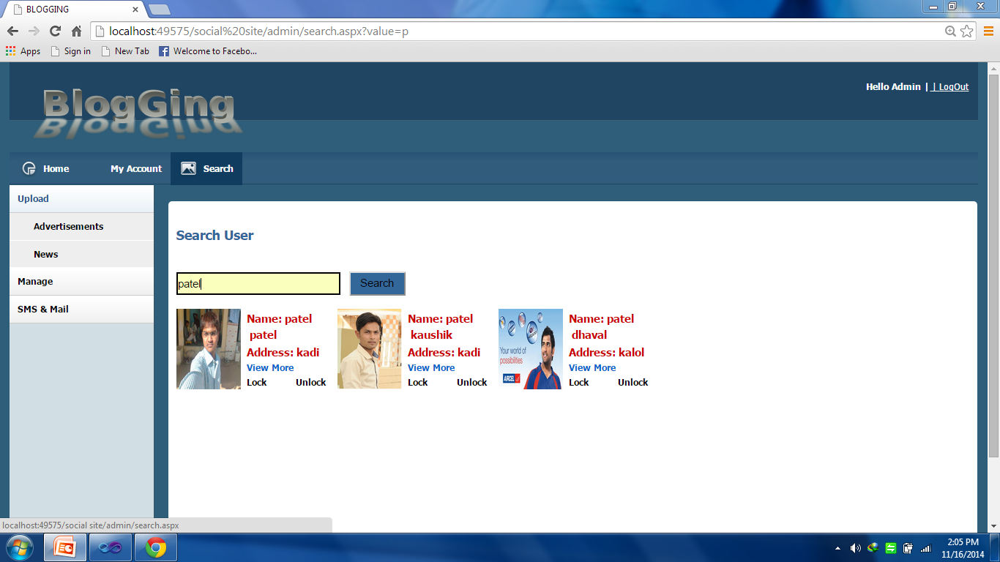 BLOGGING
localhost:49575/social%20site/admin/search.aspx?value=p
Apps Sign in New Tab Welcome to Facebo...
Hello Admin | | LogOut
BlogGing
Home My Account Search
Upload
Advertisements
News
Manage
SMS & Mail
Search User
patel Search
Name: patel
patel
Address: kadi
View More
Lock Unlock
Name: patel
kaushik
Address: kadi
View More
Lock Unlock
Your world of
possibilities
AIRCEL
Name: patel
dhaval
Address: kalol
View More
Lock Unlock
localhost:49575/social site/admin/search.aspx
2:05 PM
11/16/2014